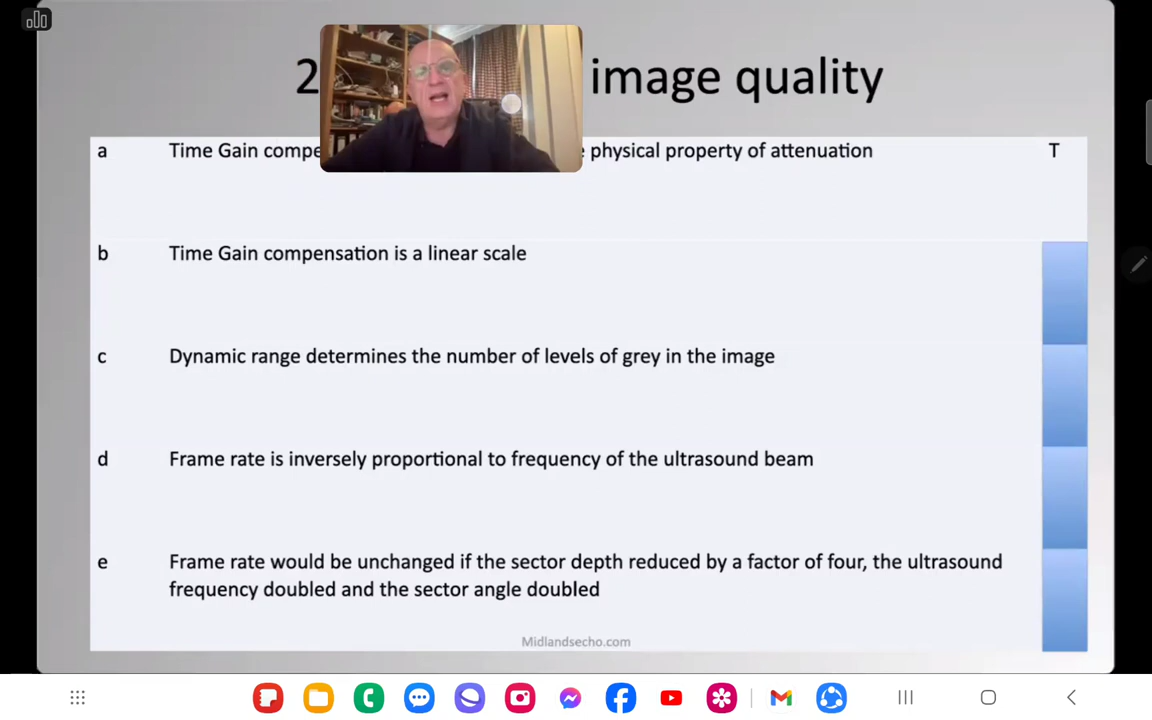 2 image quality
a Time Gain compe physical property of attenuation T
b Time Gain compensation is a linear scale
c Dynamic range determines the number of levels of grey in the image
d Frame rate is inversely proportional to frequency of the ultrasound beam
e Frame rate would be unchanged if the sector depth reduced by a factor of four, the ultrasound
frequency doubled and the sector angle doubled
Midlandsecho.com